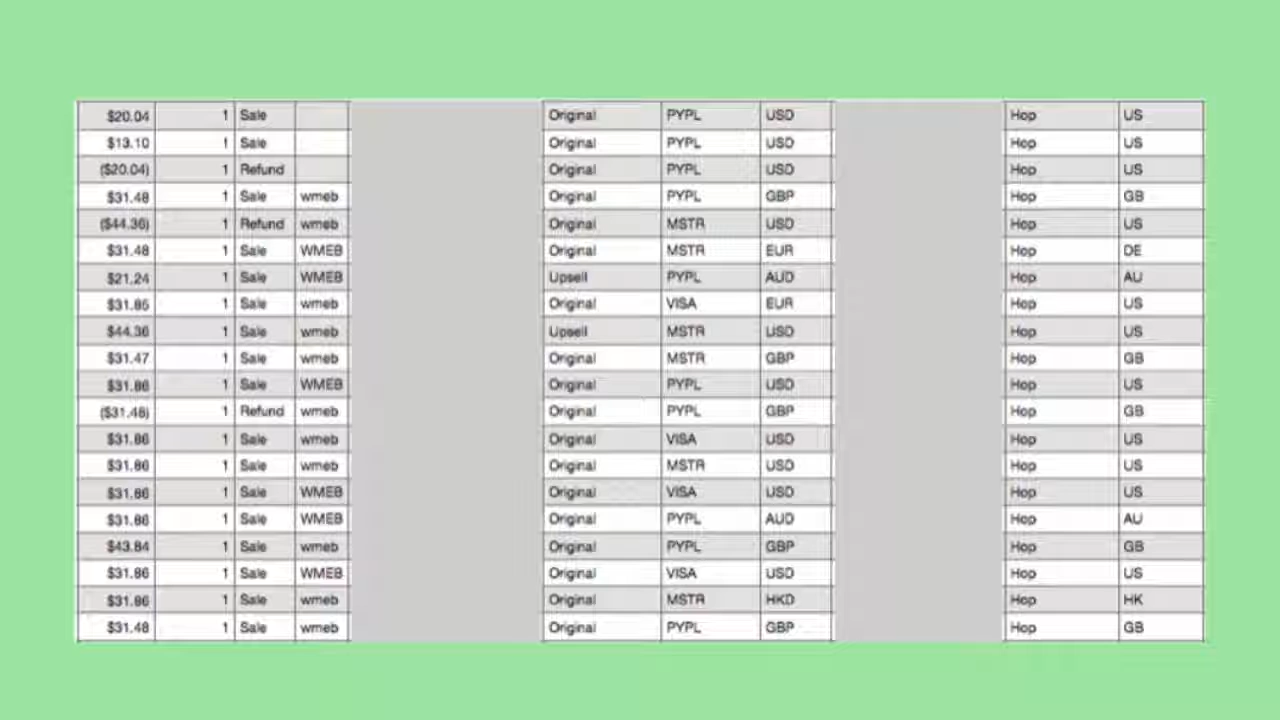 $20.04 1 Sale Original PYPL USD Hop US
$13.10 1 Sale Original PYPL USD Hop US
($20.04) 1 Refund Original PYPL USD Hop US
$31.48 1 Sale wmeb Original PYPL GBP Hop GB
($44.36) 1 Refund wmeb Original MSTR USD Hop US
$31.48 1 Sale WMEB Original MSTR EUR Hop DE
$21.24 1 Sale WMEB Upsell PYPL AUD Hop AU
$31.85 1 Sale wmeb Original VISA EUR Hop US
$44.36 1 Sale wmeb Upsell MSTR USD Hop US
$31.47 1 Sale wmeb Original MSTR GBP Hop GB
$31.86 1 Sale WMEB Original PYPL USD Hop US
($31.48) 1 Refund wmeb Original PYPL GBP Hop GB
$31.86 1 Sale wmeb Original VISA USD Hop US
$31.86 1 Sale wmeb Original MSTR USD Hop US
$31.86 1 Sale WMEB Original VISA USD Hop US
$31.86 1 Sale WMEB Original PYPL AUD Hop AU
$43.84 1 Sale wmeb Original PYPL GBP Hop GB
$31.86 1 Sale WMEB Original VISA USD Hop US
$31.86 1 Sale wmeb Original MSTR HKD Hop HK
$31.48 1 Sale wmeb Original PYPL GBP Hop GB